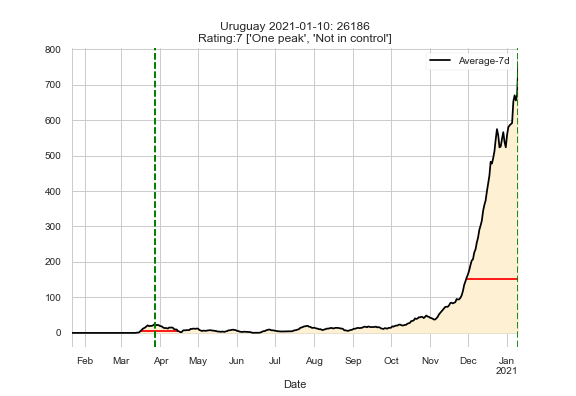 Uruguay 2021-01-10: 26186
Rating:7 ['One peak', 'Not in control']
Average-7d
800
700
600
500
400
300
200
100
0
Feb Mar Apr May Jun Jul Aug Sep Oct Nov Dec Jan
2021
Date